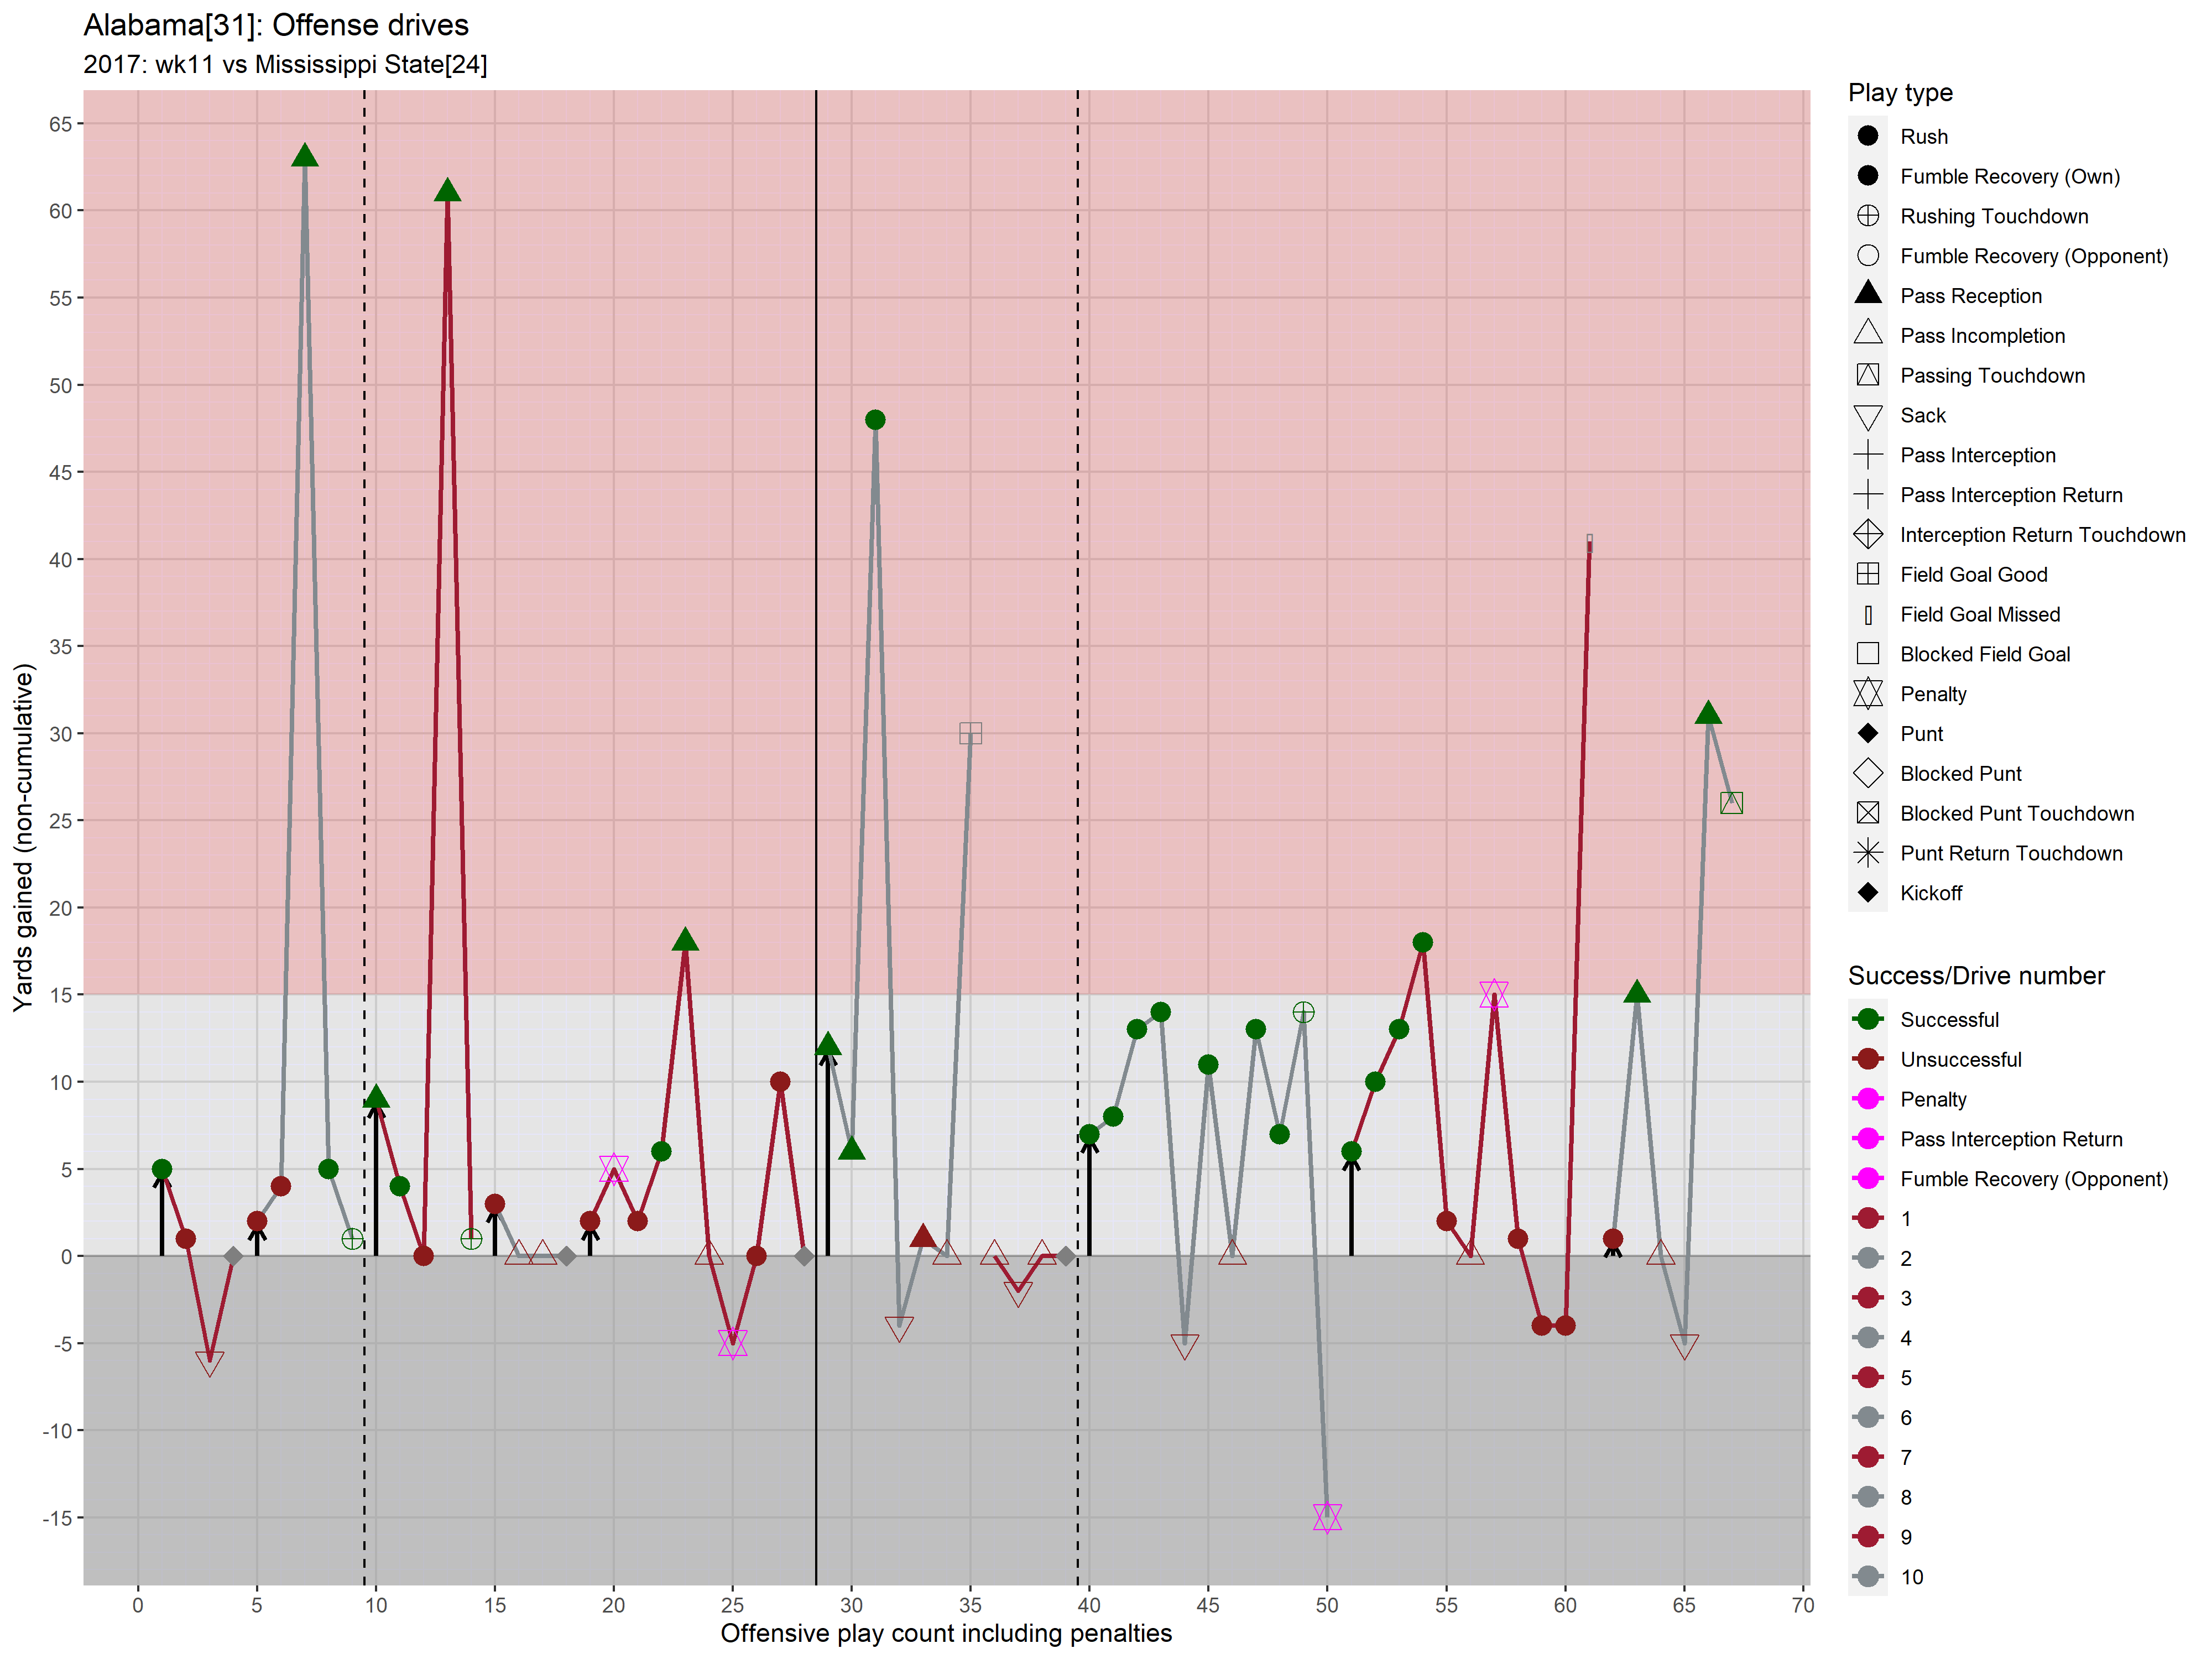 Alabama[31]: Offense drives
2017: wk11 vs Mississippi State[24]
Yards gained (non-cumulative)
65
60
55
50
45
40
35
30
25
20
15
10
5
0
-5
-10
-15
0 5 10 15 20 25 30 35 40 45 50 55 60 65 70
Offensive play count including penalties
Play type
Rush
Fumble Recovery (Own)
Rushing Touchdown
Fumble Recovery (Opponent)
Pass Reception
Pass Incompletion
Passing Touchdown
Sack
Pass Interception
Pass Interception Return
Interception Return Touchdown
Field Goal Good
Field Goal Missed
Blocked Field Goal
Penalty
Punt
Blocked Punt
Blocked Punt Touchdown
Punt Return Touchdown
Kickoff
Success/Drive number
Successful
Unsuccessful
Penalty
Pass Interception Return
Fumble Recovery (Opponent)
1
2
3
4
5
6
7
8
9
10